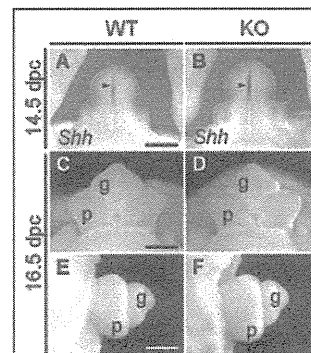 WT KO
14.5 dpc
A B
Shh Shh
16.5 dpc
C D
g g
p p
E F
g g
p p